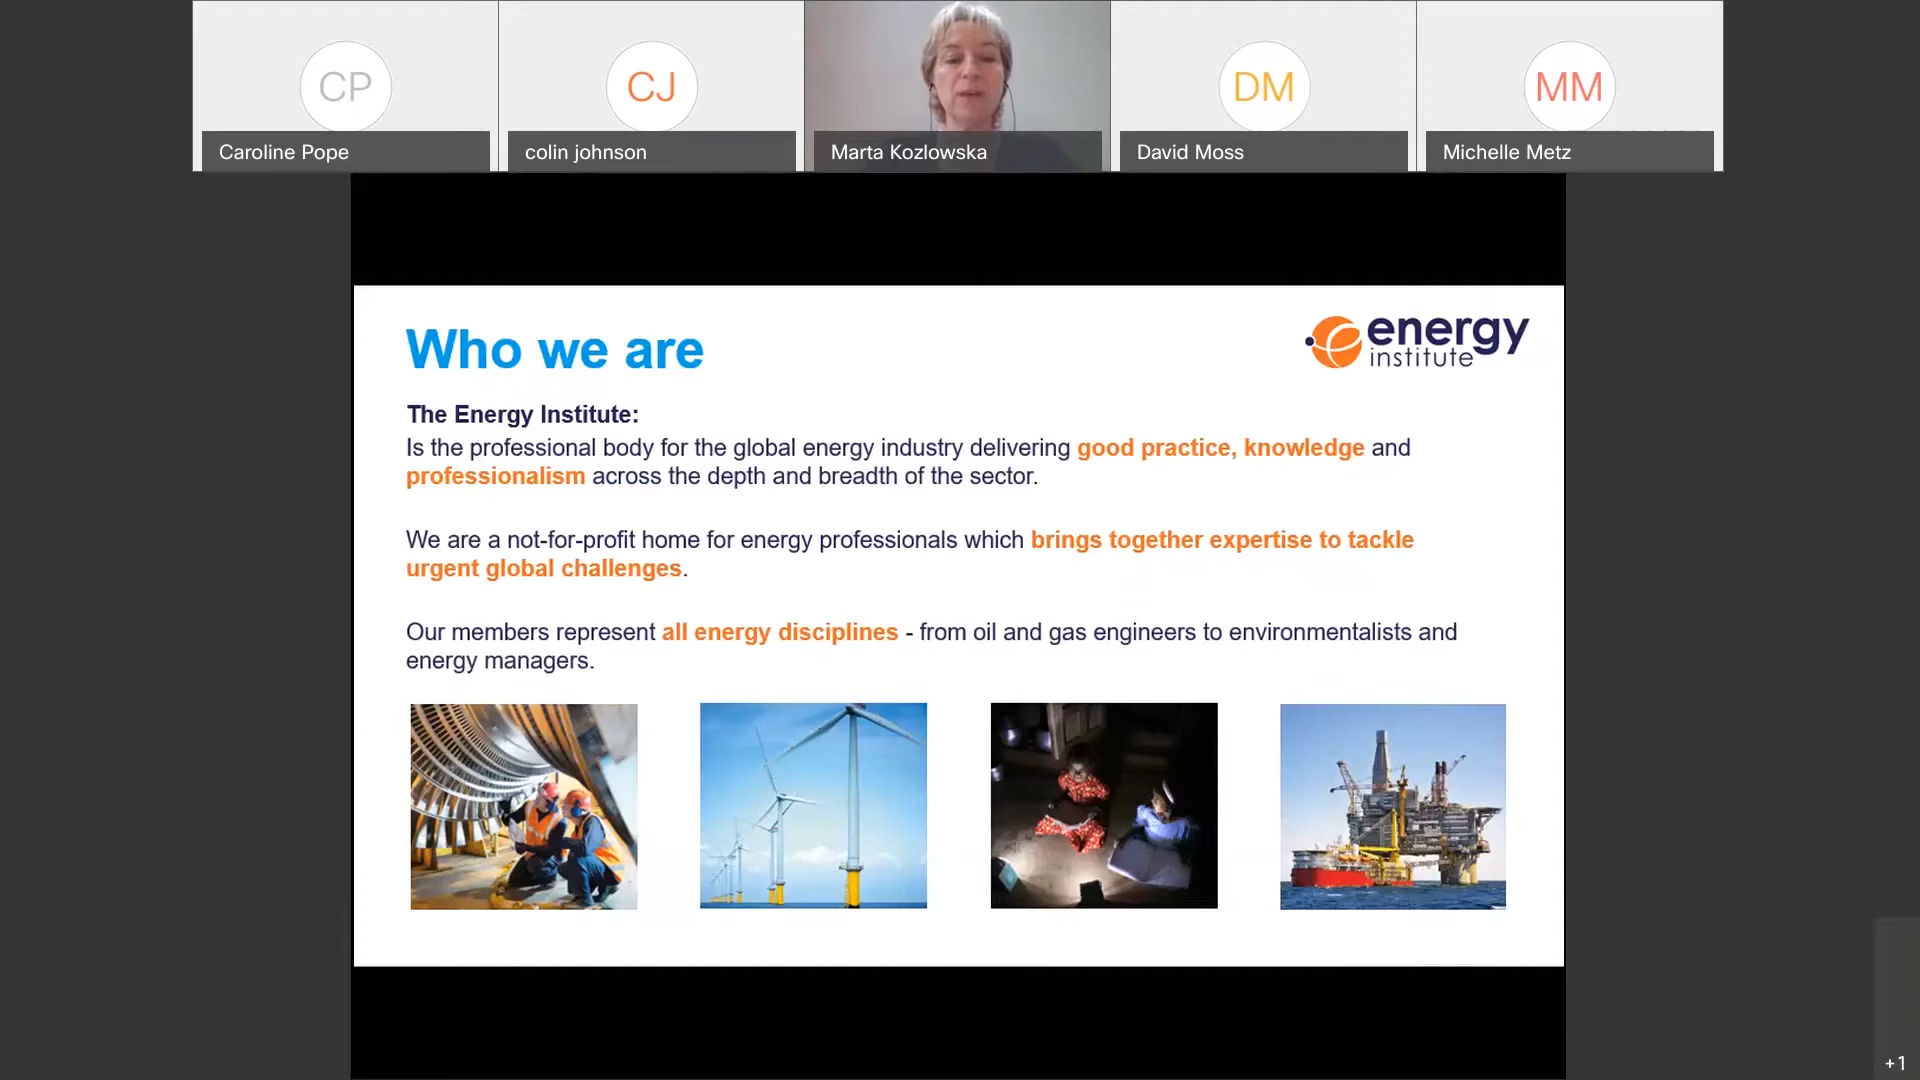 CP
CJ
DM
MM
Caroline Pope
colin johnson
Marta Kozlowska
David Moss
Michelle Metz
Who we are
energy
institute
The Energy Institute:
Is the professional body for the global energy industry delivering good practice, knowledge and
professionalism across the depth and breadth of the sector.
We are a not-for-profit home for energy professionals which brings together expertise to tackle
urgent global challenges.
Our members represent all energy disciplines - from oil and gas engineers to environmentalists and
energy managers.
+1